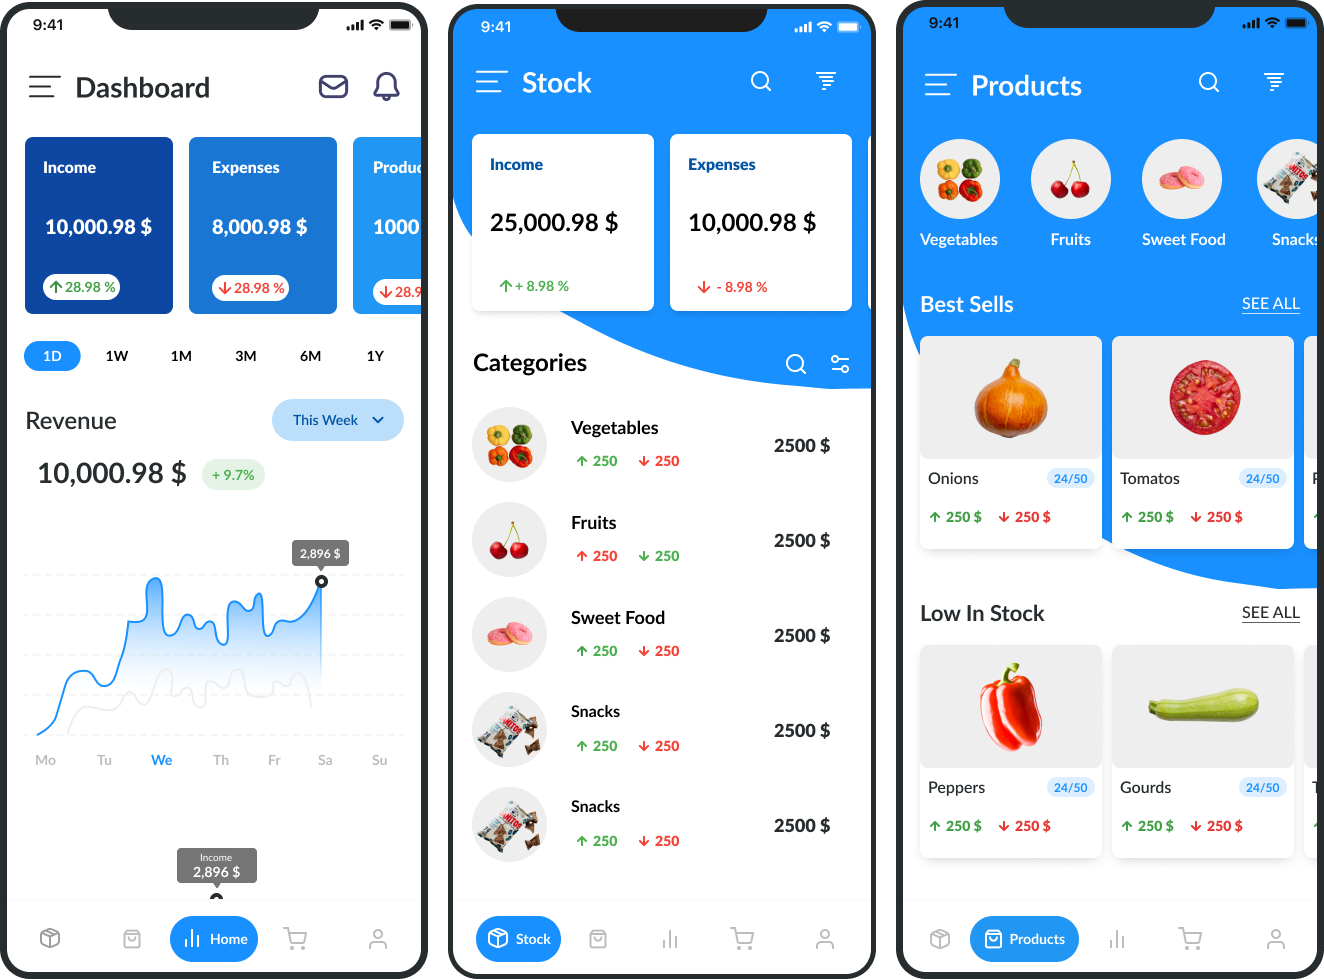 9:41
Dashboard
Income
Expenses
Produc
10,000.98 $
8,000.98 $
1000
28.98 %
28.98 %
28.9
1D 1W 1M 3M 6M 1Y
Revenue
This Week
10,000.98 $
+ 9.7%
2,896 $
Mo Tu We Th Fr Sa Su
Income
2,896 $
Home
9:41
Stock
Income
Expenses
25,000.98 $
10,000.98 $
+ 8.98 %
- 8.98 %
Categories
Vegetables
250 250
2500 $
Fruits
250 250
2500 $
Sweet Food
250 250
2500 $
Snacks
250 250
2500 $
Snacks
250 250
2500 $
Stock
9:41
Products
Vegetables
Fruits
Sweet Food
Snacks
Best Sells
SEE ALL
Onions
24/50
Tomatos
24/50
250 $ 250 $
250 $ 250 $
Low In Stock
SEE ALL
Peppers
24/50
Gourds
24/50
T
250 $ 250 $
250 $ 250 $
Products